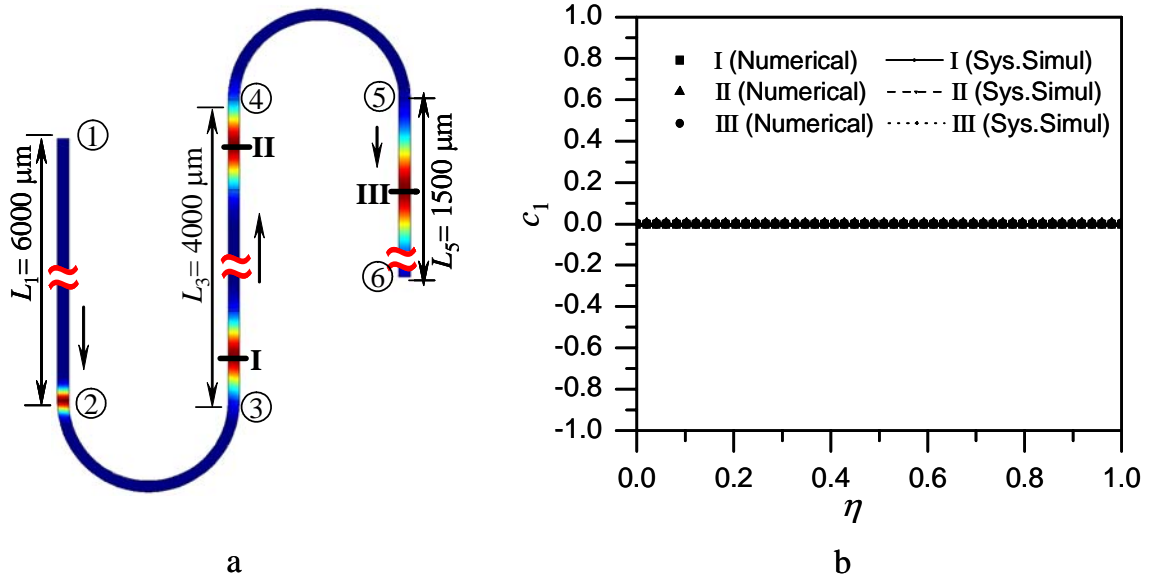 ①
L₁= 6000 μm
②
④
II
L₃= 4000 μm
I
③
⑤
III
L₅= 1500 μm
⑥
a
1.0
0.8
0.6
0.4
0.2
0.0
-0.2
-0.4
-0.6
-0.8
-1.0
c₁
I (Numerical) I (Sys.Simul)
II (Numerical) II (Sys.Simul)
III (Numerical) III (Sys.Simul)
0.0 0.2 0.4 0.6 0.8 1.0
η
b